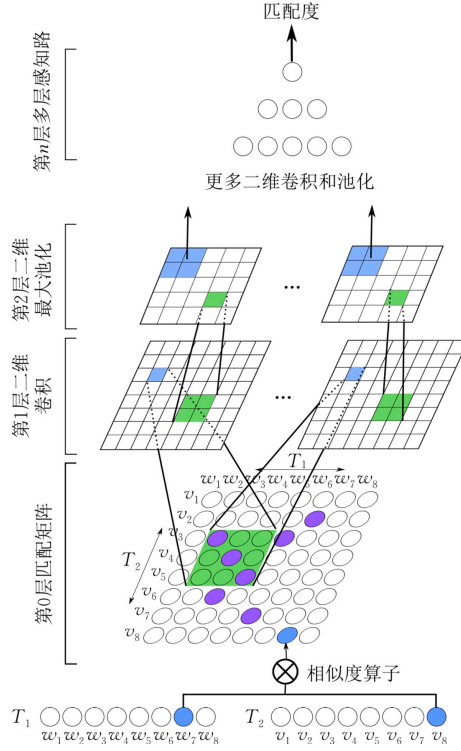 匹配度
第n层多层感知路
更多二维卷积和池化
第2层二维
最大池化
...
...
第1层二维
卷积
...
第0层匹配矩阵
T₁
w₁ w₂ w₃ w₄ w₅ w₆ w₇ w₈
T₂
v₁
v₂
v₃
v₄
v₅
v₆
v₇
v₈
相似度算子
T₁
w₁ w₂ w₃ w₄ w₅ w₆ w₇ w₈
T₂
v₁ v₂ v₃ v₄ v₅ v₆ v₇ v₈